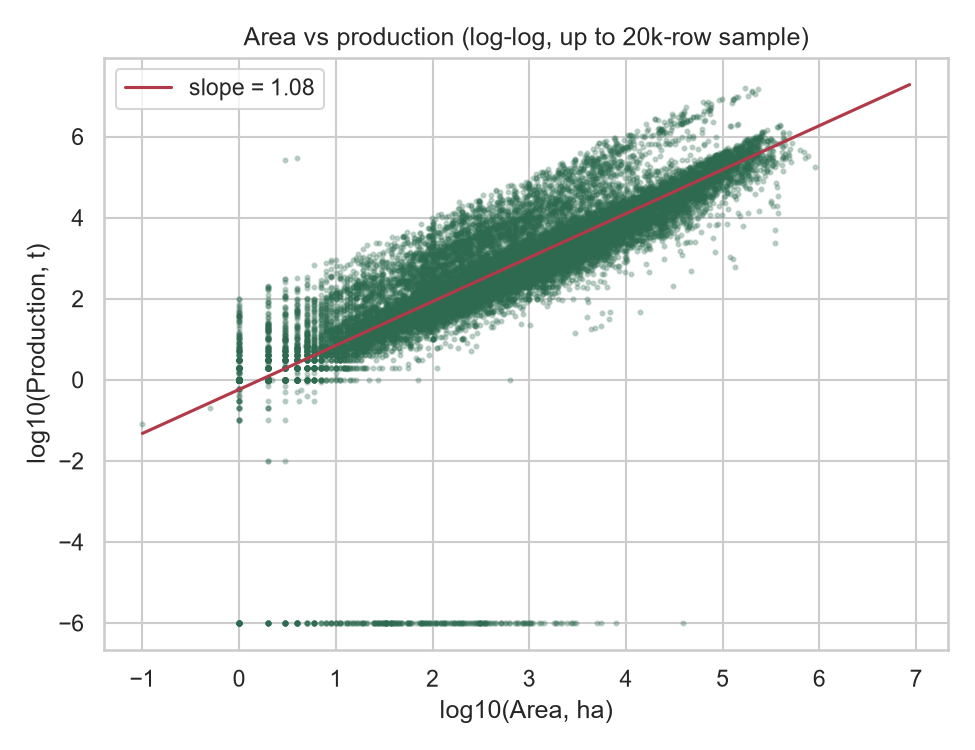 Area vs production (log-log, up to 20k-row sample)
slope = 1.08
log10(Production, t)
6
4
2
0
−2
−4
−6
−1 0 1 2 3 4 5 6 7
log10(Area, ha)